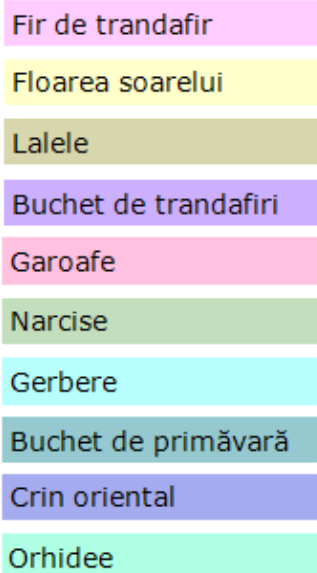 Fir de trandafir
Floarea soarelui
Lalele
Buchet de trandafiri
Garoafe
Narcise
Gerbere
Buchet de primăvară
Crin oriental
Orhidee